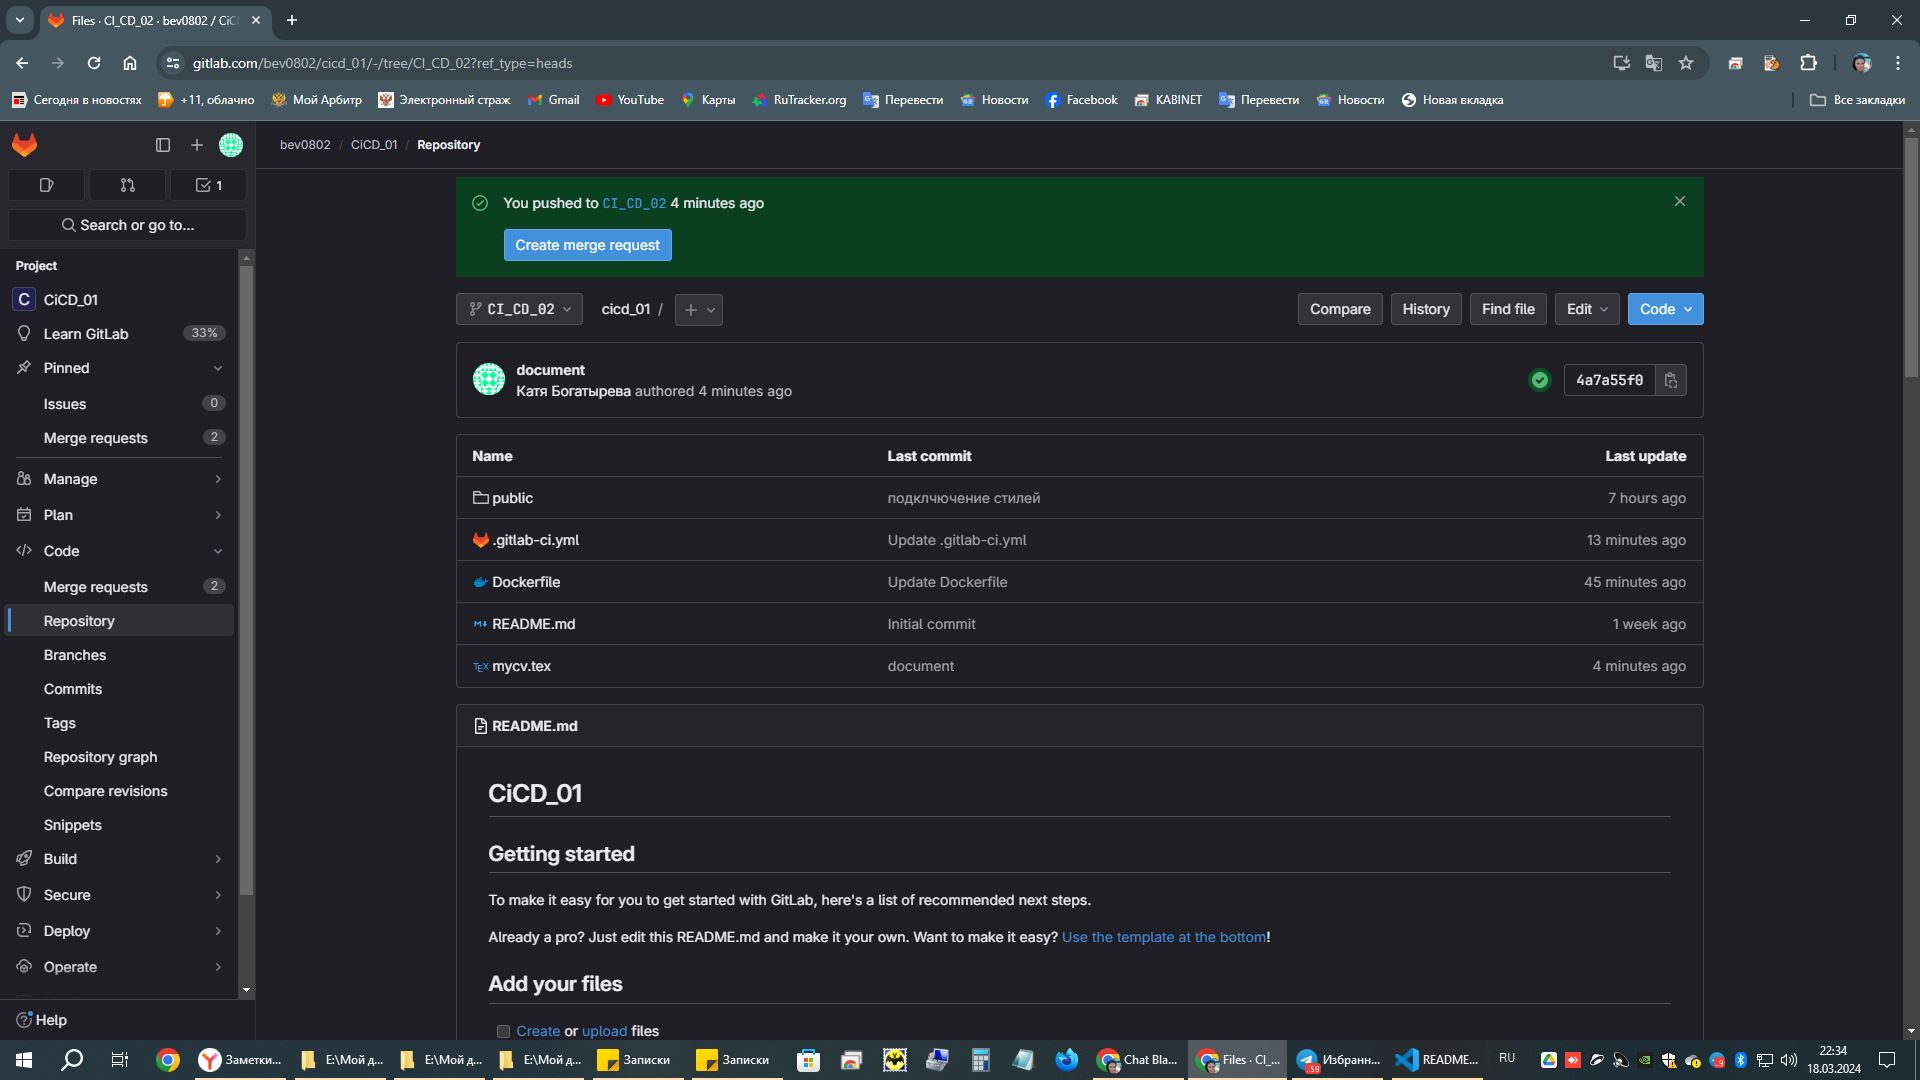 Files · CI_CD_02 · bev0802 / CiCD
gitlab.com/bev0802/cicd_01/-/tree/CI_CD_02?ref_type=heads
Сегодня в новостях
+11, облачно
Мой Арбитр
Электронный страж
Gmail
YouTube
Карты
RuTracker.org
Перевести
Новости
Facebook
KABINET
Перевести
Новости
Новая вкладка
Все закладки
1
Search or go to...
Project
C CiCD_01
Learn GitLab 33%
Pinned
Issues 0
Merge requests 2
Manage
Plan
Code
Merge requests 2
Repository
Branches
Commits
Tags
Repository graph
Compare revisions
Snippets
Build
Secure
Deploy
Operate
Help
bev0802 / CiCD_01 / Repository
You pushed to CI_CD_02 4 minutes ago
Create merge request
CI_CD_02 cicd_01 / + Compare History Find file Edit Code
document
Катя Богатырева authored 4 minutes ago
4a7a55f0
Name Last commit Last update
public подклчючение стилей 7 hours ago
.gitlab-ci.yml Update .gitlab-ci.yml 13 minutes ago
Dockerfile Update Dockerfile 45 minutes ago
README.md Initial commit 1 week ago
mycv.tex document 4 minutes ago
README.md
CiCD_01
Getting started
To make it easy for you to get started with GitLab, here's a list of recommended next steps.
Already a pro? Just edit this README.md and make it your own. Want to make it easy? Use the template at the bottom!
Add your files
Create or upload files
Заметки...
E:\Мой д...
E:\Мой д...
E:\Мой д...
Записки
Записки
Chat Bla...
Files · CI_...
Избранн...
README...
RU
22:34
18.03.2024